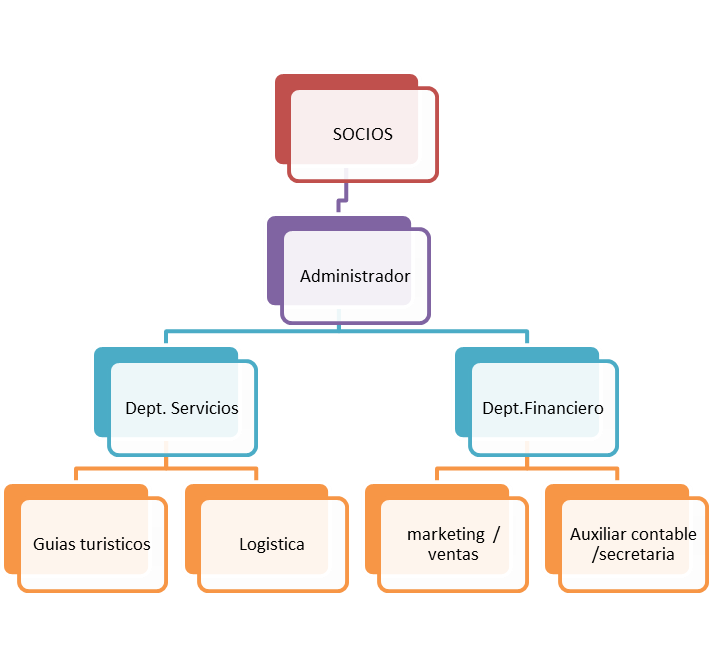 SOCIOS
Administrador
Dept. Servicios
Dept.Financiero
Guias turisticos
Logistica
marketing /
ventas
Auxiliar contable
/secretaria